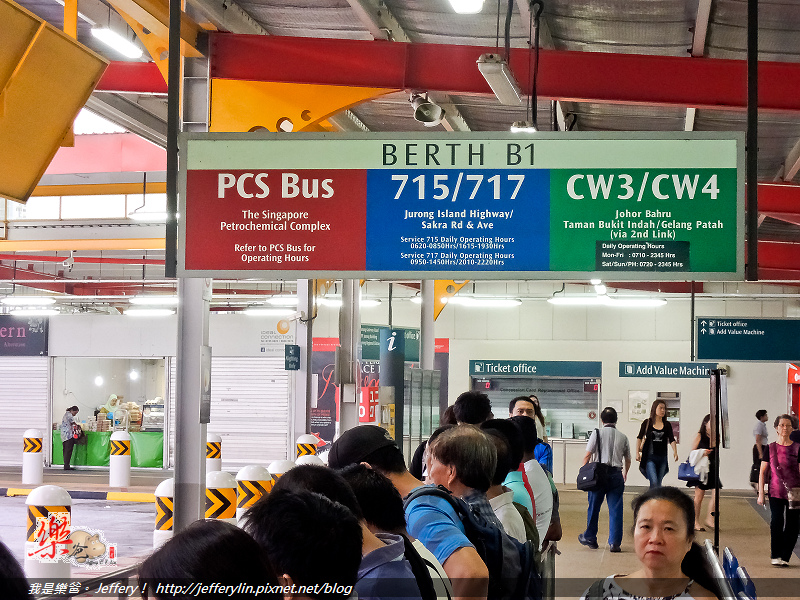 BERTH B1
PCS Bus
The Singapore
Petrochemical Complex
Refer to PCS Bus for
Operating Hours
715/717
Jurong Island Highway/
Sakra Rd & Ave
Service 715 Daily Operating Hours
0620-0850Hrs/1615-1930Hrs
Service 717 Daily Operating Hours
0950-1450Hrs/2010-2220Hrs
CW3/CW4
Johor Bahru
Taman Bukit Indah/Gelang Patah
(via 2nd Link)
Daily Operating Hours
Mon-Fri : 0710 - 2345 Hrs
Sat/Sun/PH: 0720 - 2345 Hrs
Ticket office
Add Value Machine
i
Ticket office
Add Value Machine
樂
我是樂爸。Jeffery! http://jefferylin.pixnet.net/blog